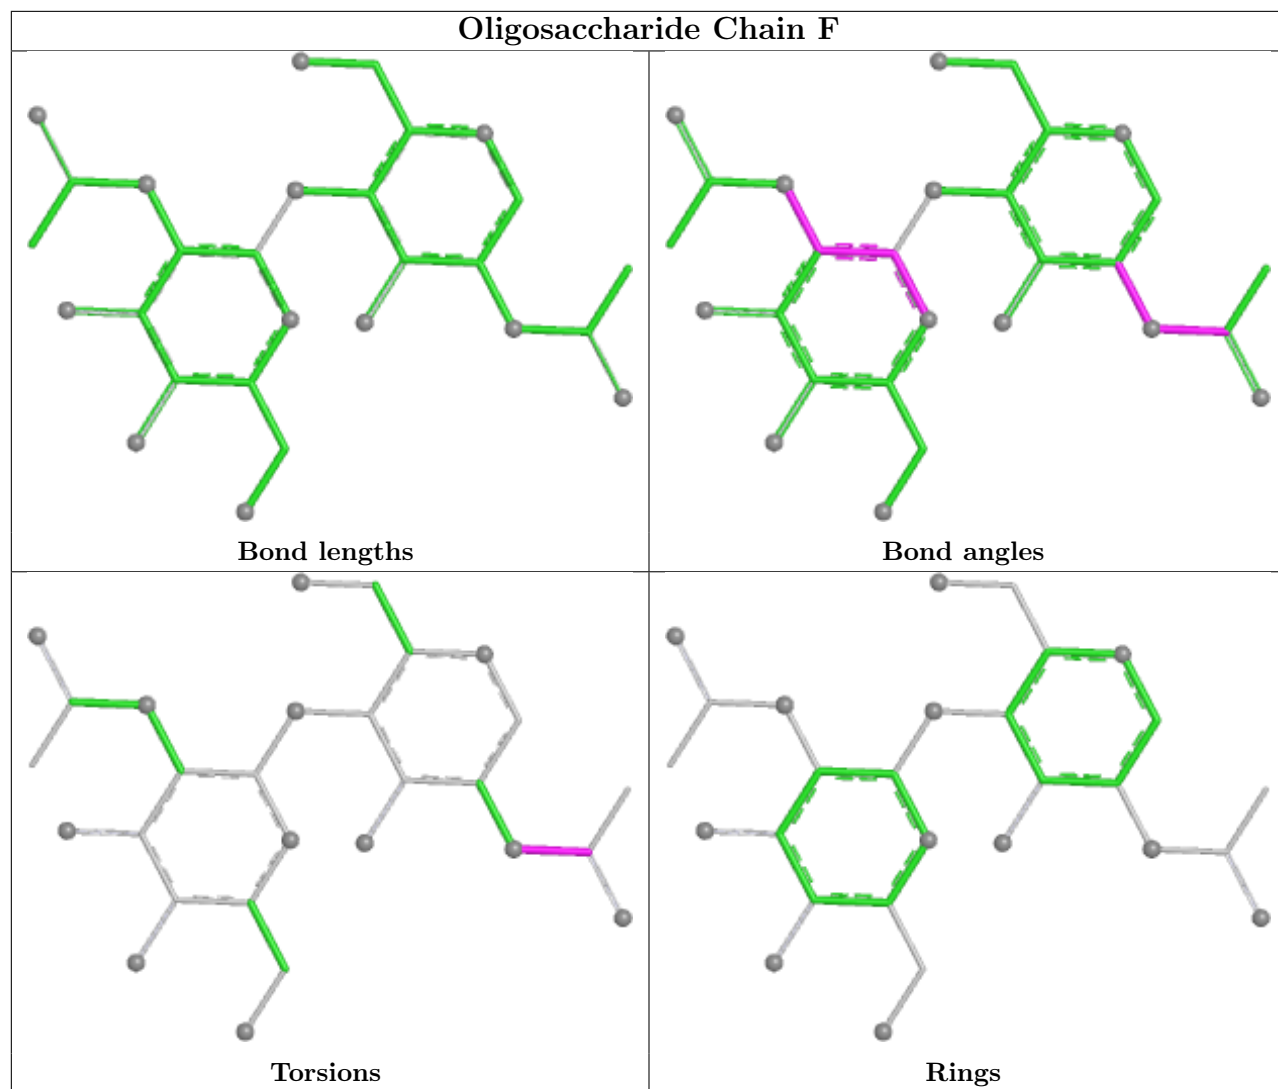 Oligosaccharide Chain F
Bond lengths
Bond angles
Torsions
Rings